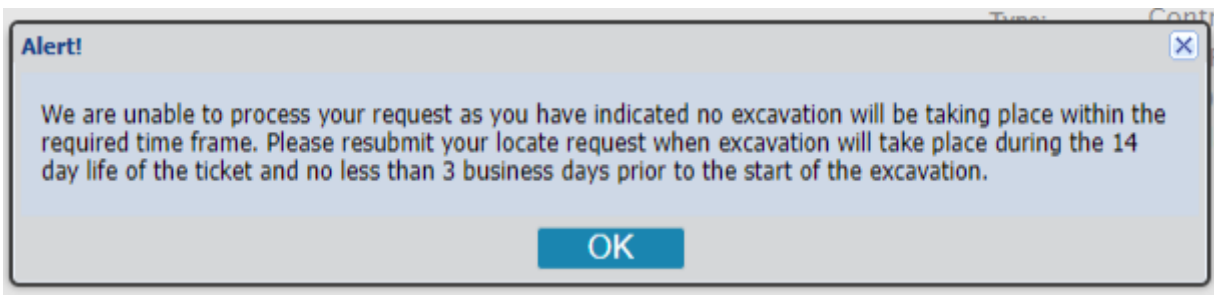 Type: Contr
Alert!
We are unable to process your request as you have indicated no excavation will be taking place within the
required time frame. Please resubmit your locate request when excavation will take place during the 14
day life of the ticket and no less than 3 business days prior to the start of the excavation.
OK